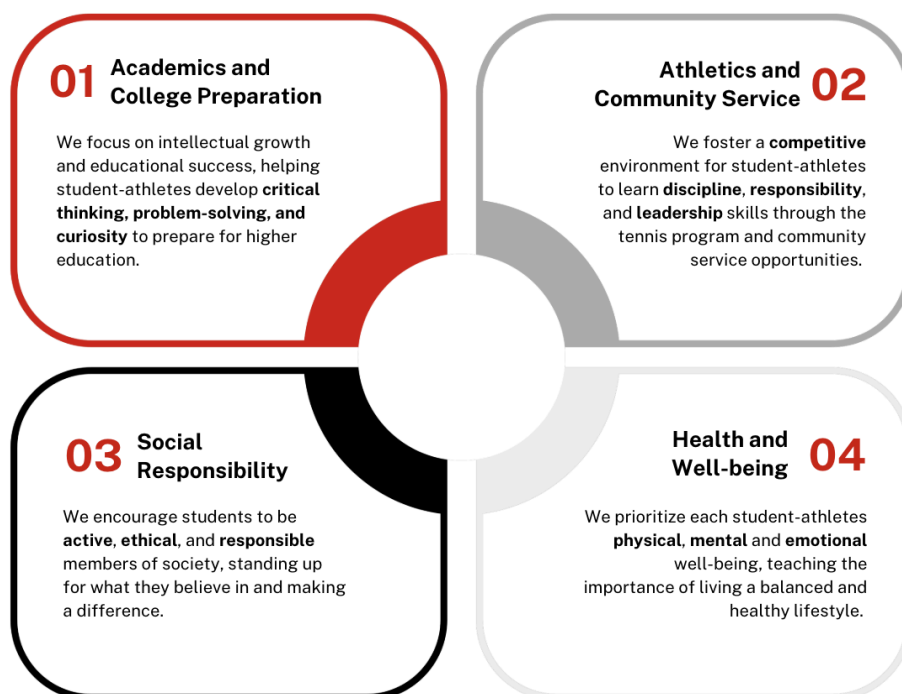 01
Academics and
College Preparation
We focus on intellectual growth
and educational success, helping
student-athletes develop critical
thinking, problem-solving, and
curiosity to prepare for higher
education.
Athletics and
Community Service
02
We foster a competitive
environment for student-athletes
to learn discipline, responsibility,
and leadership skills through the
tennis program and community
service opportunities.
03
Social
Responsibility
We encourage students to be
active, ethical, and responsible
members of society, standing up
for what they believe in and making
a difference.
Health and
Well-being
04
We prioritize each student-athletes
physical, mental and emotional
well-being, teaching the
importance of living a balanced and
healthy lifestyle.